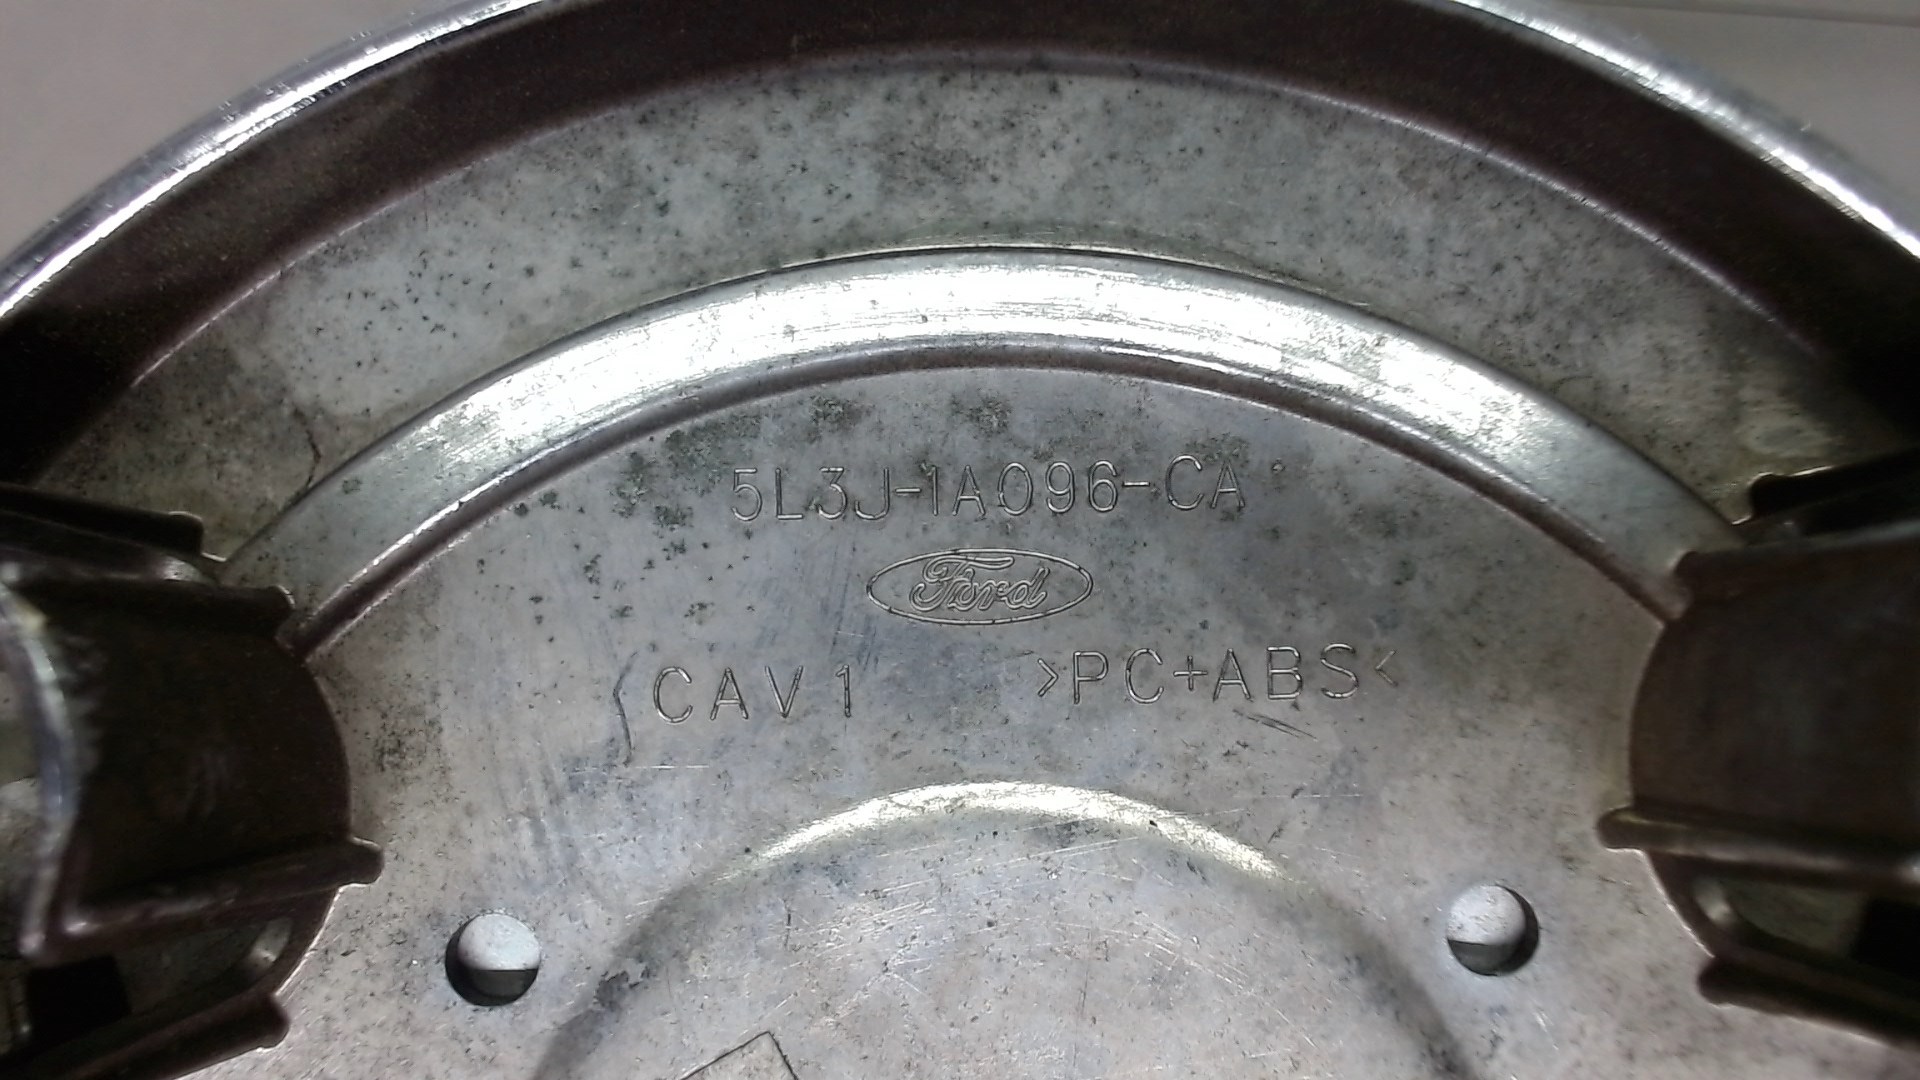 5L3J-1A096-CA
Ford
CAV 1 >PC+ABS<